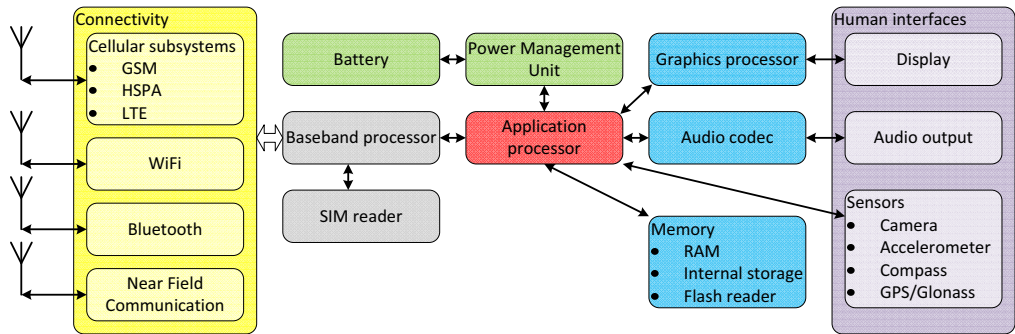 Connectivity
Cellular subsystems
• GSM
• HSPA
• LTE
WiFi
Bluetooth
Near Field
Communication
Battery
Power Management
Unit
Baseband processor
Application
processor
SIM reader
Graphics processor
Audio codec
Memory
• RAM
• Internal storage
• Flash reader
Human interfaces
Display
Audio output
Sensors
• Camera
• Accelerometer
• Compass
• GPS/Glonass